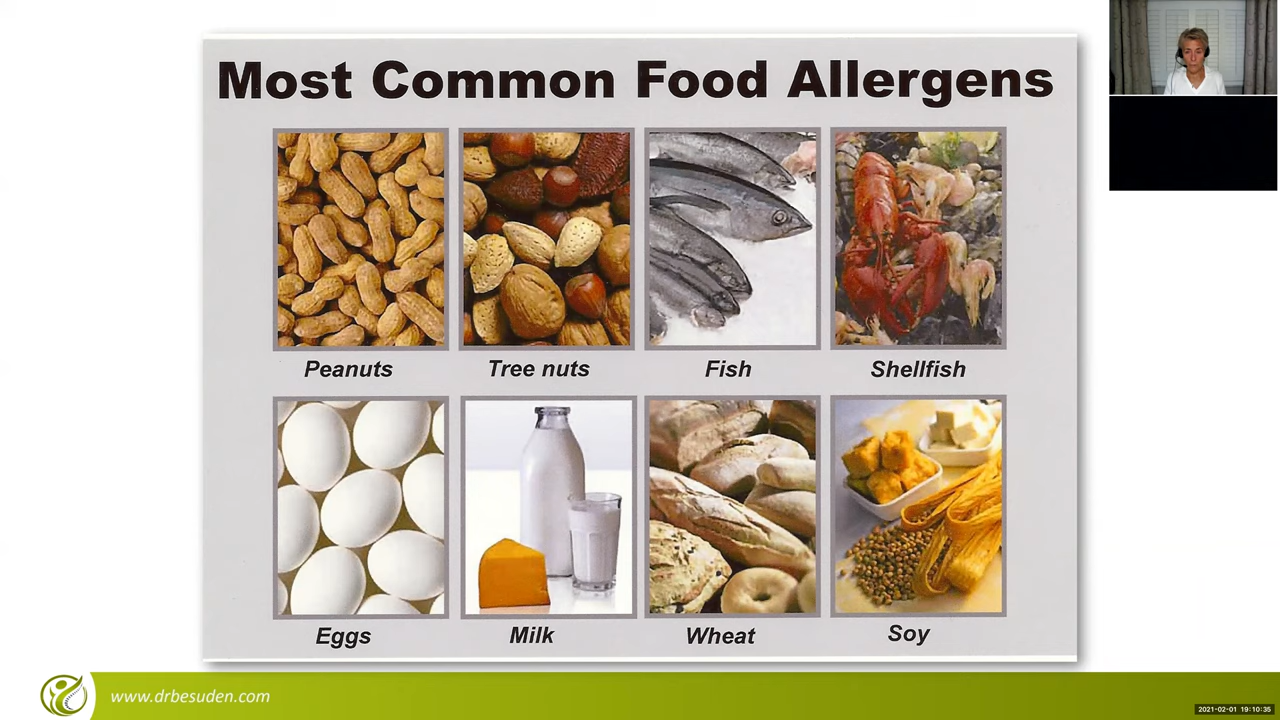 Most Common Food Allergens
Peanuts
Tree nuts
Fish
Shellfish
Eggs
Milk
Wheat
Soy
www.drbesuden.com
2021-02-01 19:10:35